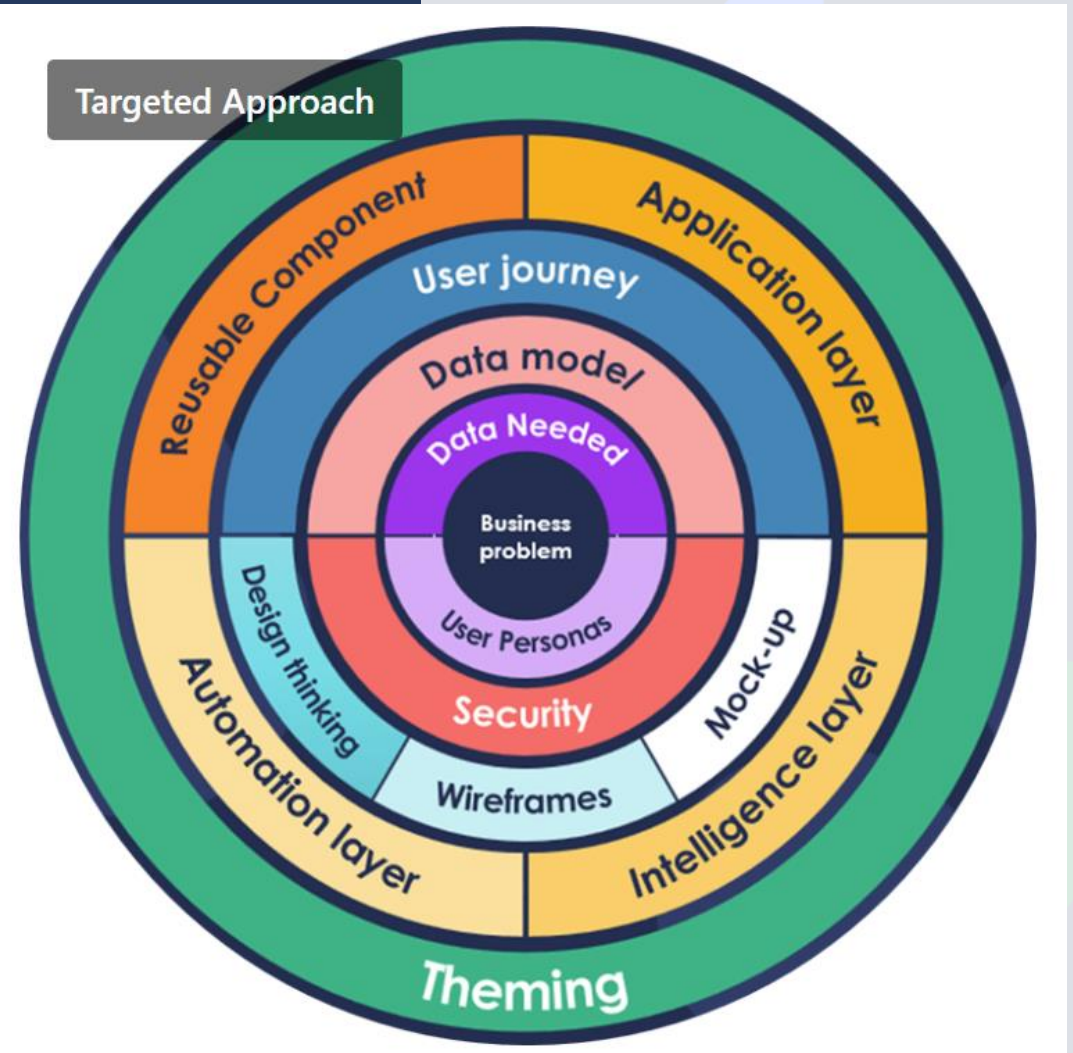 Targeted Approach
Reusable Component
Application layer
User journey
Data model
Data Needed
Business
problem
User Personas
Security
Design thinking
Wireframes
Mock-up
Automation layer
Intelligence layer
Theming